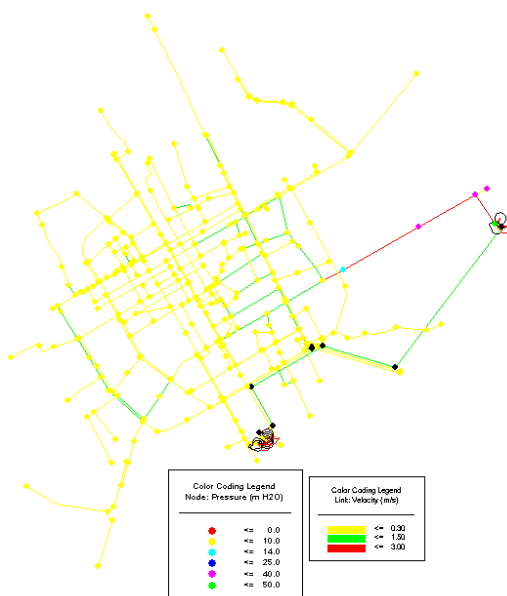 Color Coding Legend
Node: Pressure (m H2O)
<= 0.0
<= 10.0
<= 14.0
<= 25.0
<= 40.0
<= 50.0
Color Coding Legend
Link: Velocity (m/s)
<= 0.30
<= 1.50
<= 3.00